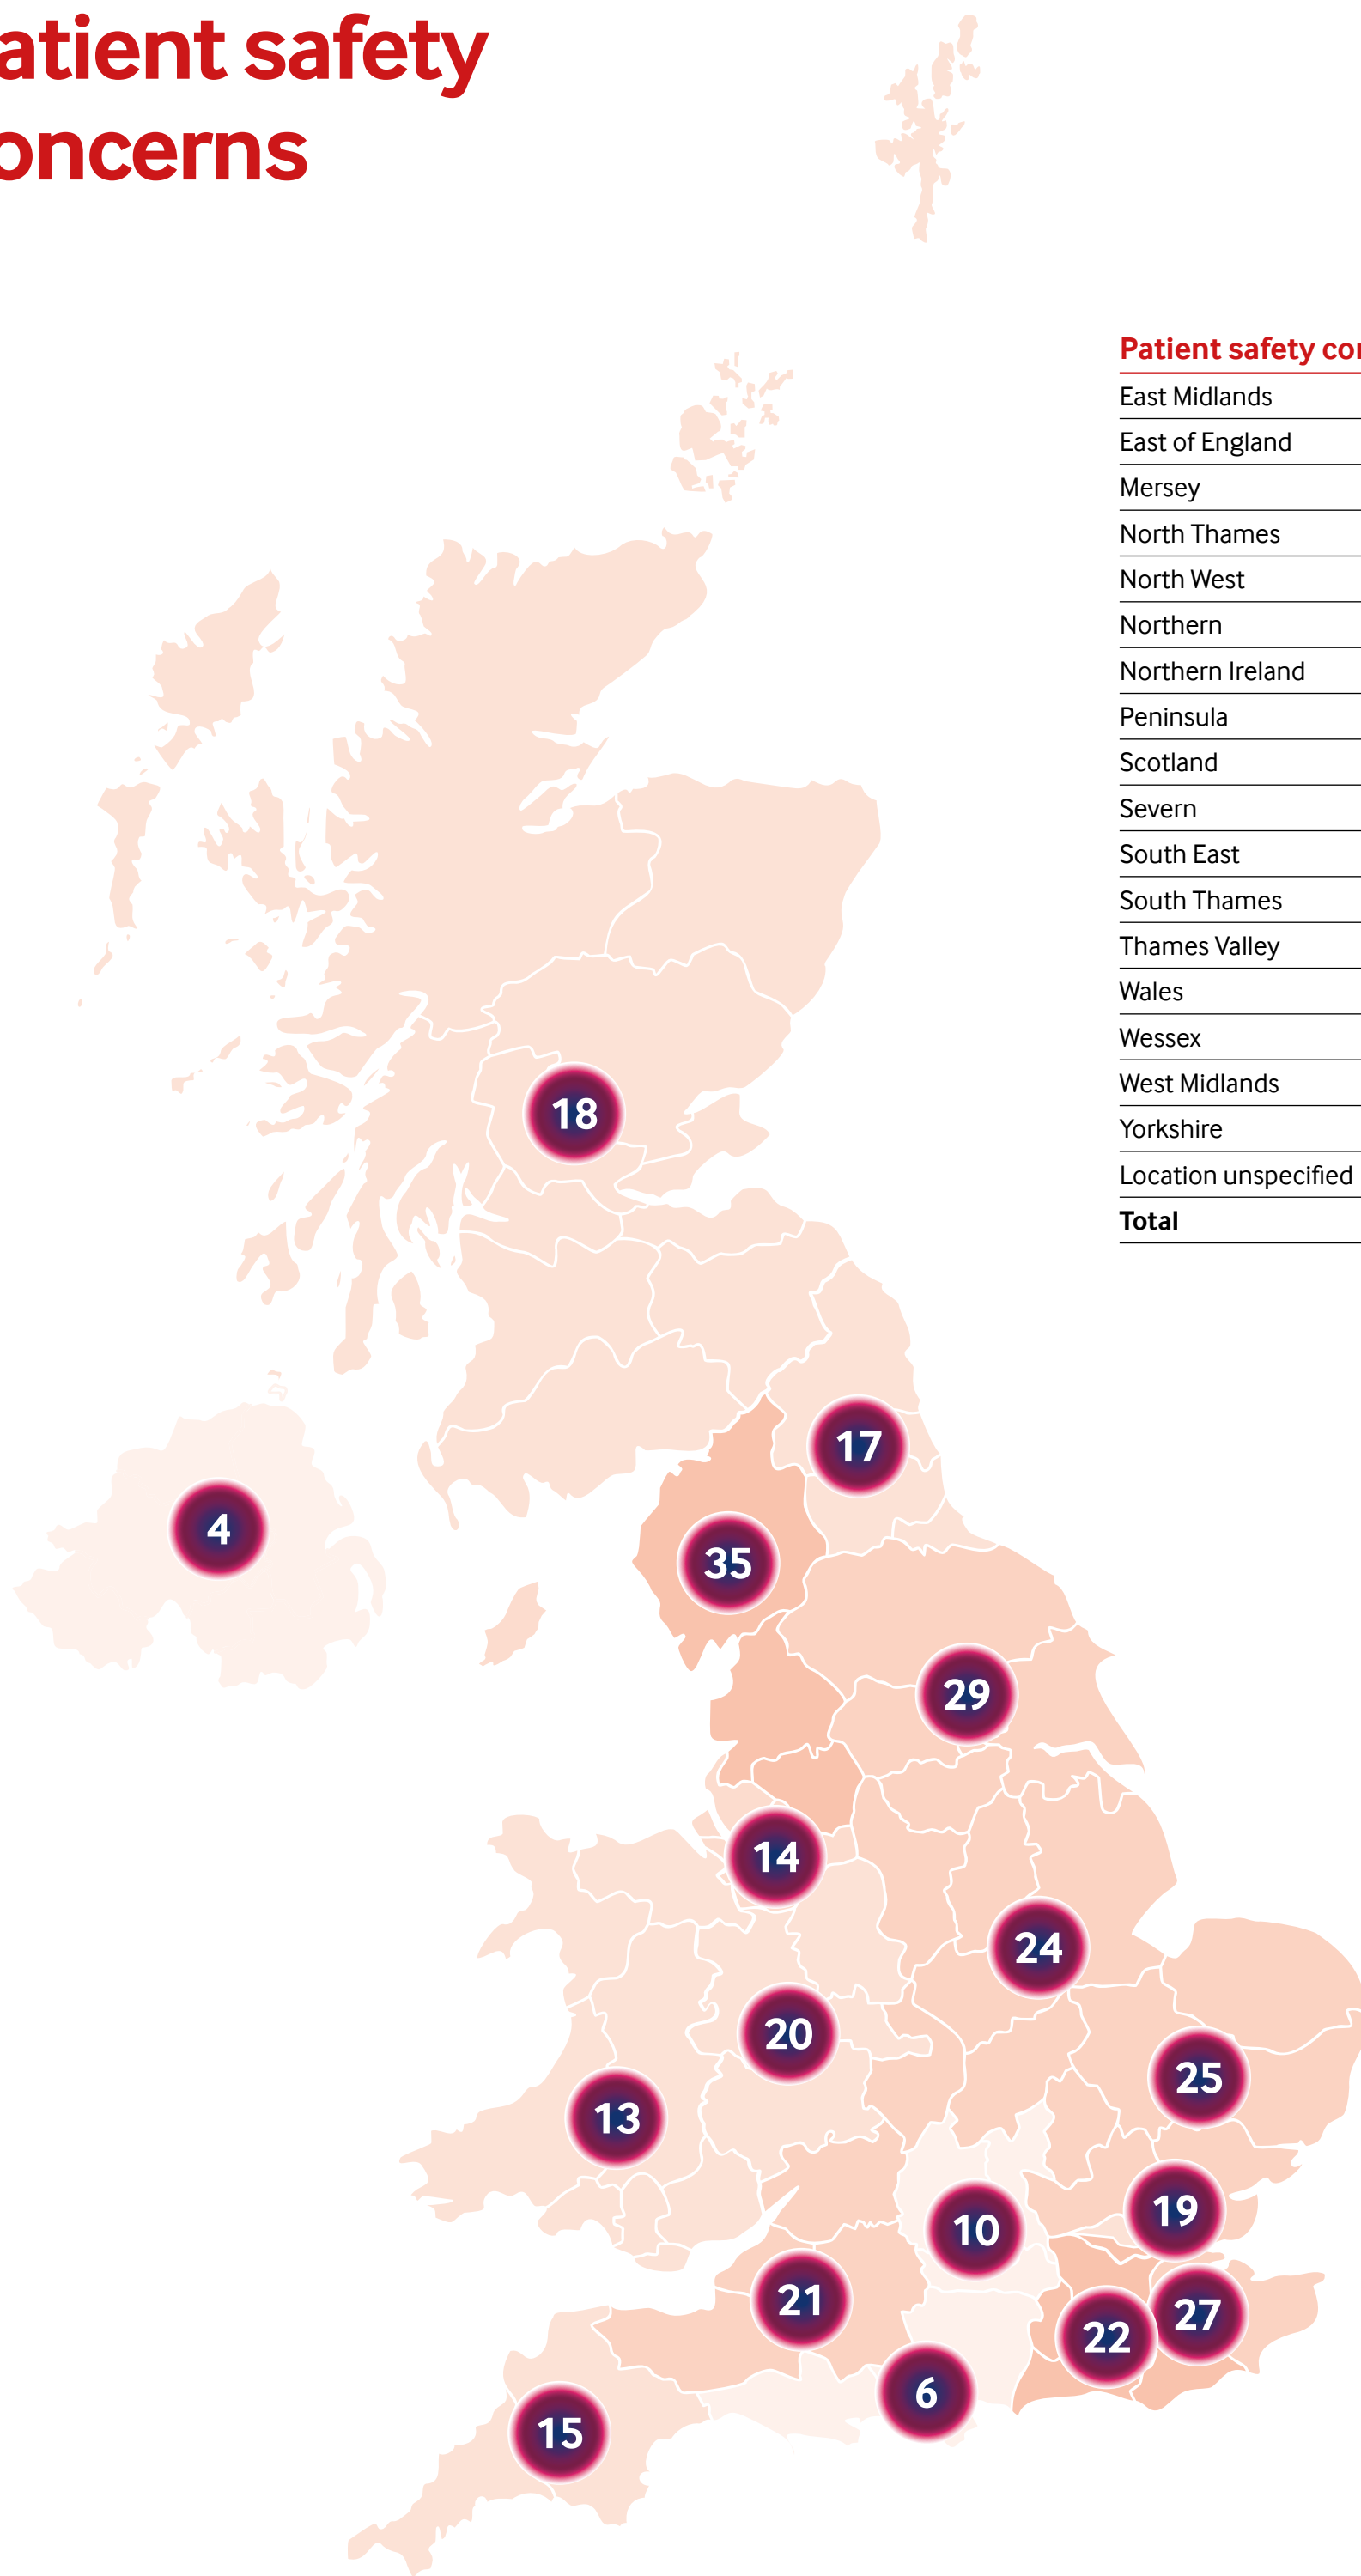 atient safety
oncerns
Patient safety con
East Midlands
East of England
Mersey
North Thames
North West
Northern
Northern Ireland
Peninsula
Scotland
Severn
South East
South Thames
Thames Valley
Wales
Wessex
West Midlands
Yorkshire
Location unspecified
Total
18
17
4
35
29
14
24
20
25
13
19
10
21
27
22
6
15